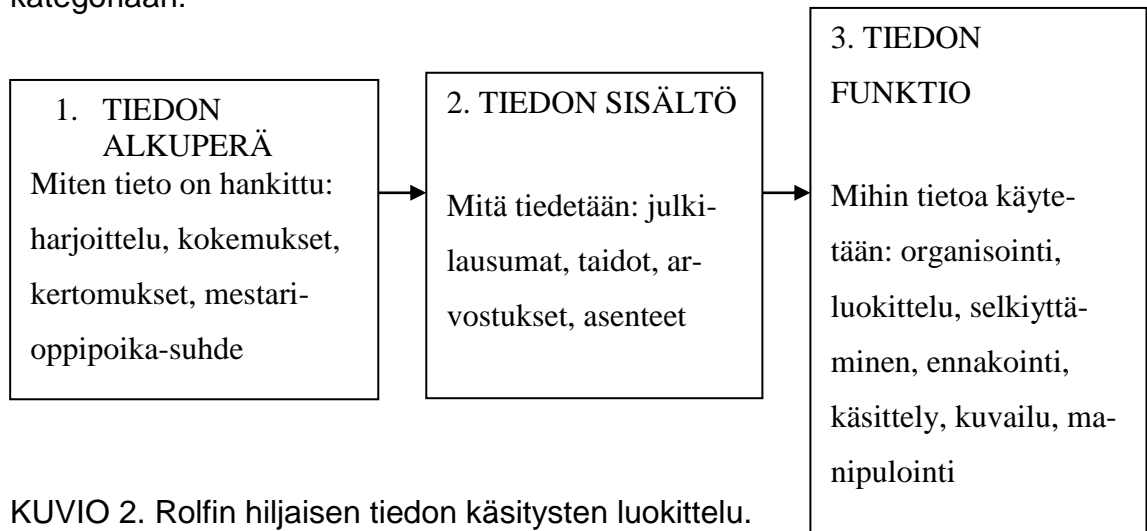 kategoriaan.
1. TIEDON
ALKUPERÄ
Miten tieto on hankittu:
harjoittelu, kokemukset,
kertomukset, mestari-
oppipoika-suhde
2. TIEDON SISÄLTÖ
Mitä tiedetään: julki-
lausumat, taidot, ar-
vostukset, asenteet
3. TIEDON
FUNKTIO
Mihin tietoa käyte-
tään: organisointi,
luokittelu, selkiyttä-
minen, ennakointi,
käsittely, kuvailu, ma-
nipulointi
KUVIO 2. Rolfin hiljaisen tiedon käsitysten luokittelu.